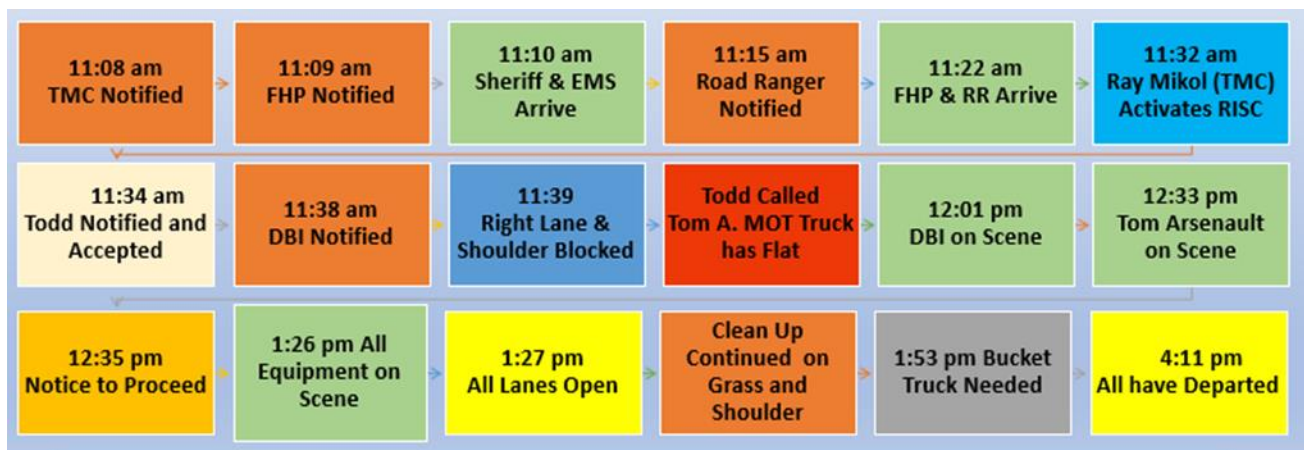 11:08 am
TMC Notified
11:09 am
FHP Notified
11:10 am
Sheriff & EMS
Arrive
11:15 am
Road Ranger
Notified
11:22 am
FHP & RR Arrive
11:32 am
Ray Mikol (TMC)
Activates RISC
11:34 am
Todd Notified and
Accepted
11:38 am
DBI Notified
11:39
Right Lane &
Shoulder Blocked
Todd Called
Tom A. MOT Truck
has Flat
12:01 pm
DBI on Scene
12:33 pm
Tom Arsenault
on Scene
12:35 pm
Notice to Proceed
1:26 pm All
Equipment on
Scene
1:27 pm
All Lanes Open
Clean Up
Continued on
Grass and
Shoulder
1:53 pm Bucket
Truck Needed
4:11 pm
All have Departed